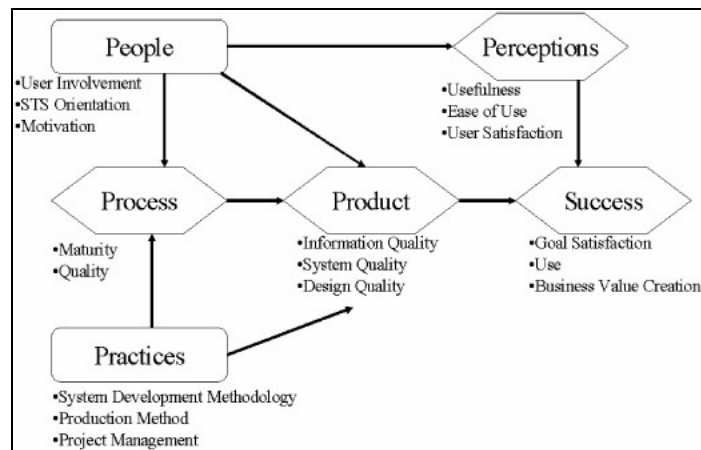 People
•User Involvement
•STS Orientation
•Motivation
Perceptions
•Usefulness
•Ease of Use
•User Satisfaction
Process
•Maturity
•Quality
Product
•Information Quality
•System Quality
•Design Quality
Success
•Goal Satisfaction
•Use
•Business Value Creation
Practices
•System Development Methodology
•Production Method
•Project Management